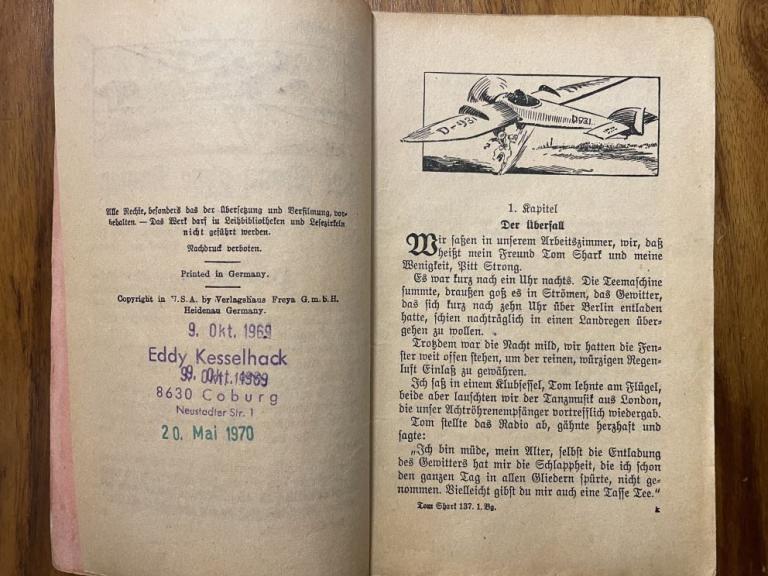 Alle Rechte, besonders das der Übersetzung und Verfilmung, vor-
behalten. — Das Werk darf in Leihbibliotheken und Lesezirkeln
nicht geführt werden.
Nachdruck verboten.
Printed in Germany.
Copyright in U.S.A. by Verlagshaus Freya G.m.b.H.
Heidenau Germany.
9. Okt. 1969
Eddy Kesselhack
9. Okt. 1969
8630 Coburg
Neustadter Str. 1
20. Mai 1970
D-931
D931
1. Kapitel
Der Überfall
Wir saßen in unserem Arbeitszimmer, wir, daß
heißt mein Freund Tom Shark und meine
Wenigkeit, Pitt Strong.
Es war kurz nach ein Uhr nachts. Die Teemaschine
summte, draußen goß es in Strömen, das Gewitter,
das sich kurz nach zehn Uhr über Berlin entladen
hatte, schien nachträglich in einen Landregen über-
gehen zu wollen.
Trotzdem war die Nacht mild, wir hatten die Fen-
ster weit offen stehen, um der reinen, würzigen Regen-
luft Einlaß zu gewähren.
Ich saß in einem Klubsessel, Tom lehnte am Flügel,
beide aber lauschten wir der Tanzmusik aus London,
die unser Achtröhrenempfänger vortrefflich wiedergab.
Tom stellte das Radio ab, gähnte herzhaft und
sagte:
„Ich bin müde, mein Alter, selbst die Entladung
des Gewitters hat mir die Schlappheit, die ich schon
den ganzen Tag in allen Gliedern spürte, nicht ge-
nommen. Vielleicht gibst du mir auch eine Tasse Tee."
Tom Shark 137. 1. Bg.